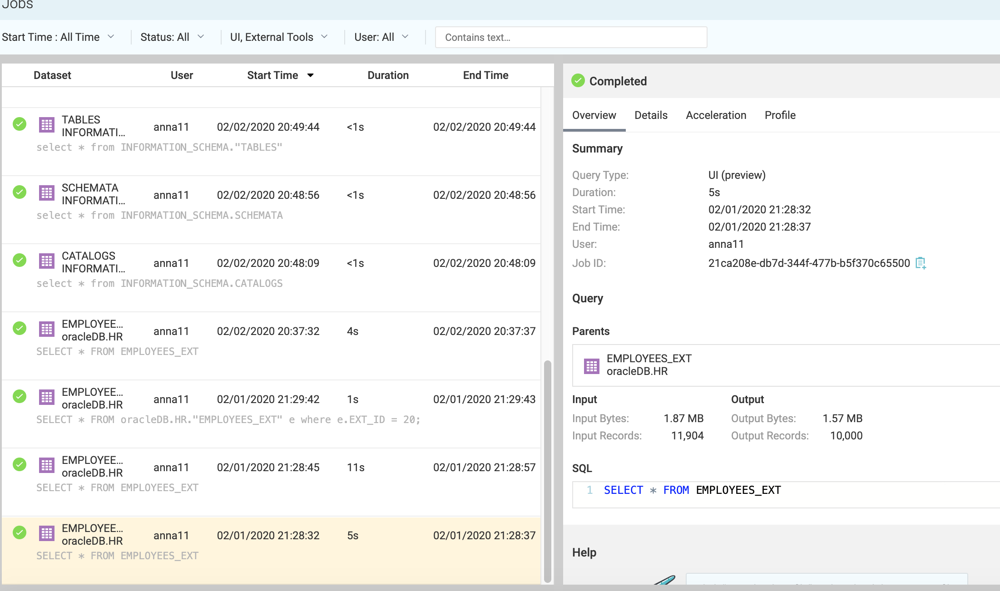 Jobs
Start Time : All Time Status: All UI, External Tools User: All Contains text...
Dataset User Start Time Duration End Time
TABLES
INFORMATI... anna11 02/02/2020 20:49:44 <1s 02/02/2020 20:49:44
select * from INFORMATION_SCHEMA."TABLES"
SCHEMATA
INFORMATI... anna11 02/02/2020 20:48:56 <1s 02/02/2020 20:48:56
select * from INFORMATION_SCHEMA.SCHEMATA
CATALOGS
INFORMATI... anna11 02/02/2020 20:48:09 <1s 02/02/2020 20:48:09
select * from INFORMATION_SCHEMA.CATALOGS
EMPLOYEE...
oracleDB.HR anna11 02/02/2020 20:37:32 4s 02/02/2020 20:37:37
SELECT * FROM EMPLOYEES_EXT
EMPLOYEE...
oracleDB.HR anna11 02/01/2020 21:29:42 1s 02/01/2020 21:29:43
SELECT * FROM oracleDB.HR."EMPLOYEES_EXT" e where e.EXT_ID = 20;
EMPLOYEE...
oracleDB.HR anna11 02/01/2020 21:28:45 11s 02/01/2020 21:28:57
SELECT * FROM EMPLOYEES_EXT
EMPLOYEE...
oracleDB.HR anna11 02/01/2020 21:28:32 5s 02/01/2020 21:28:37
SELECT * FROM EMPLOYEES_EXT
Completed
Overview Details Acceleration Profile
Summary
Query Type: UI (preview)
Duration: 5s
Start Time: 02/01/2020 21:28:32
End Time: 02/01/2020 21:28:37
User: anna11
Job ID: 21ca208e-db7d-344f-477b-b5f370c65500
Query
Parents
EMPLOYEES_EXT
oracleDB.HR
Input Output
Input Bytes: 1.87 MB Output Bytes: 1.57 MB
Input Records: 11,904 Output Records: 10,000
SQL
1 SELECT * FROM EMPLOYEES_EXT
Help